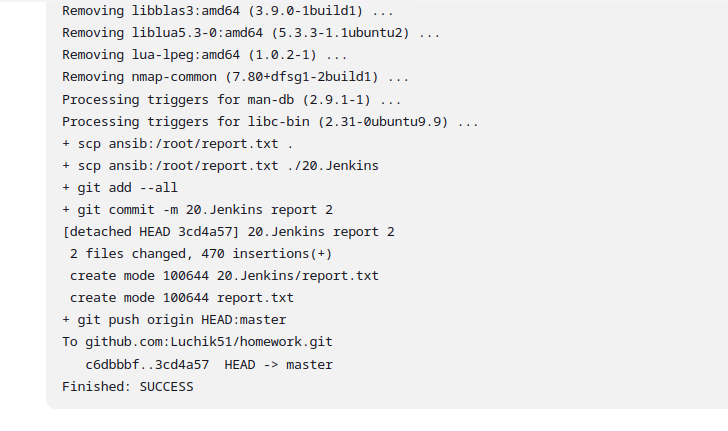 Removing libblas3:amd64 (3.9.0-1build1) ...
Removing liblua5.3-0:amd64 (5.3.3-1.1ubuntu2) ...
Removing lua-lpeg:amd64 (1.0.2-1) ...
Removing nmap-common (7.80+dfsg1-2build1) ...
Processing triggers for man-db (2.9.1-1) ...
Processing triggers for libc-bin (2.31-0ubuntu9.9) ...
+ scp ansib:/root/report.txt .
+ scp ansib:/root/report.txt ./20.Jenkins
+ git add --all
+ git commit -m 20.Jenkins report 2
[detached HEAD 3cd4a57] 20.Jenkins report 2
 2 files changed, 470 insertions(+)
 create mode 100644 20.Jenkins/report.txt
 create mode 100644 report.txt
+ git push origin HEAD:master
To github.com:Luchik51/homework.git
   c6dbbbf..3cd4a57  HEAD -> master
Finished: SUCCESS